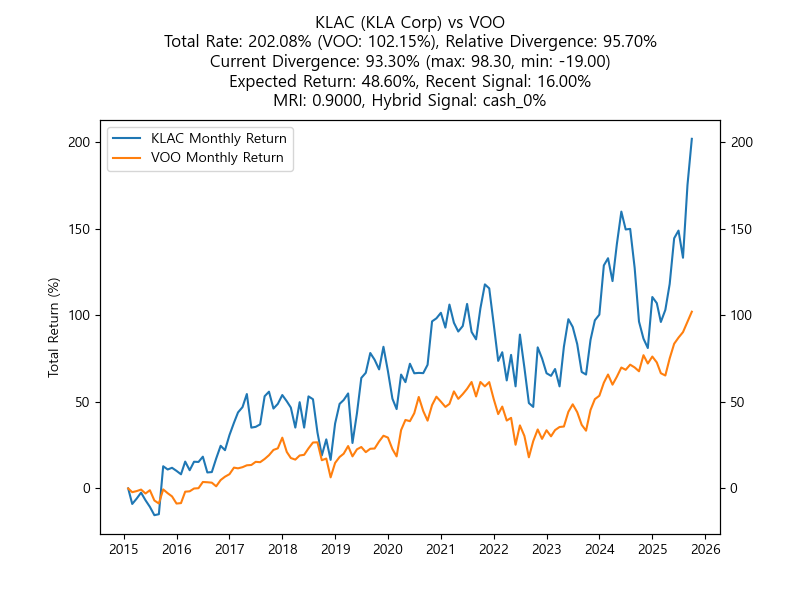 KLAC (KLA Corp) vs VOO
Total Rate: 202.08% (VOO: 102.15%), Relative Divergence: 95.70%
Current Divergence: 93.30% (max: 98.30, min: -19.00)
Expected Return: 48.60%, Recent Signal: 16.00%
MRI: 0.9000, Hybrid Signal: cash_0%
KLAC Monthly Return
VOO Monthly Return
Total Return (%)
200
150
100
50
0
200
150
100
50
0
2015 2016 2017 2018 2019 2020 2021 2022 2023 2024 2025 2026